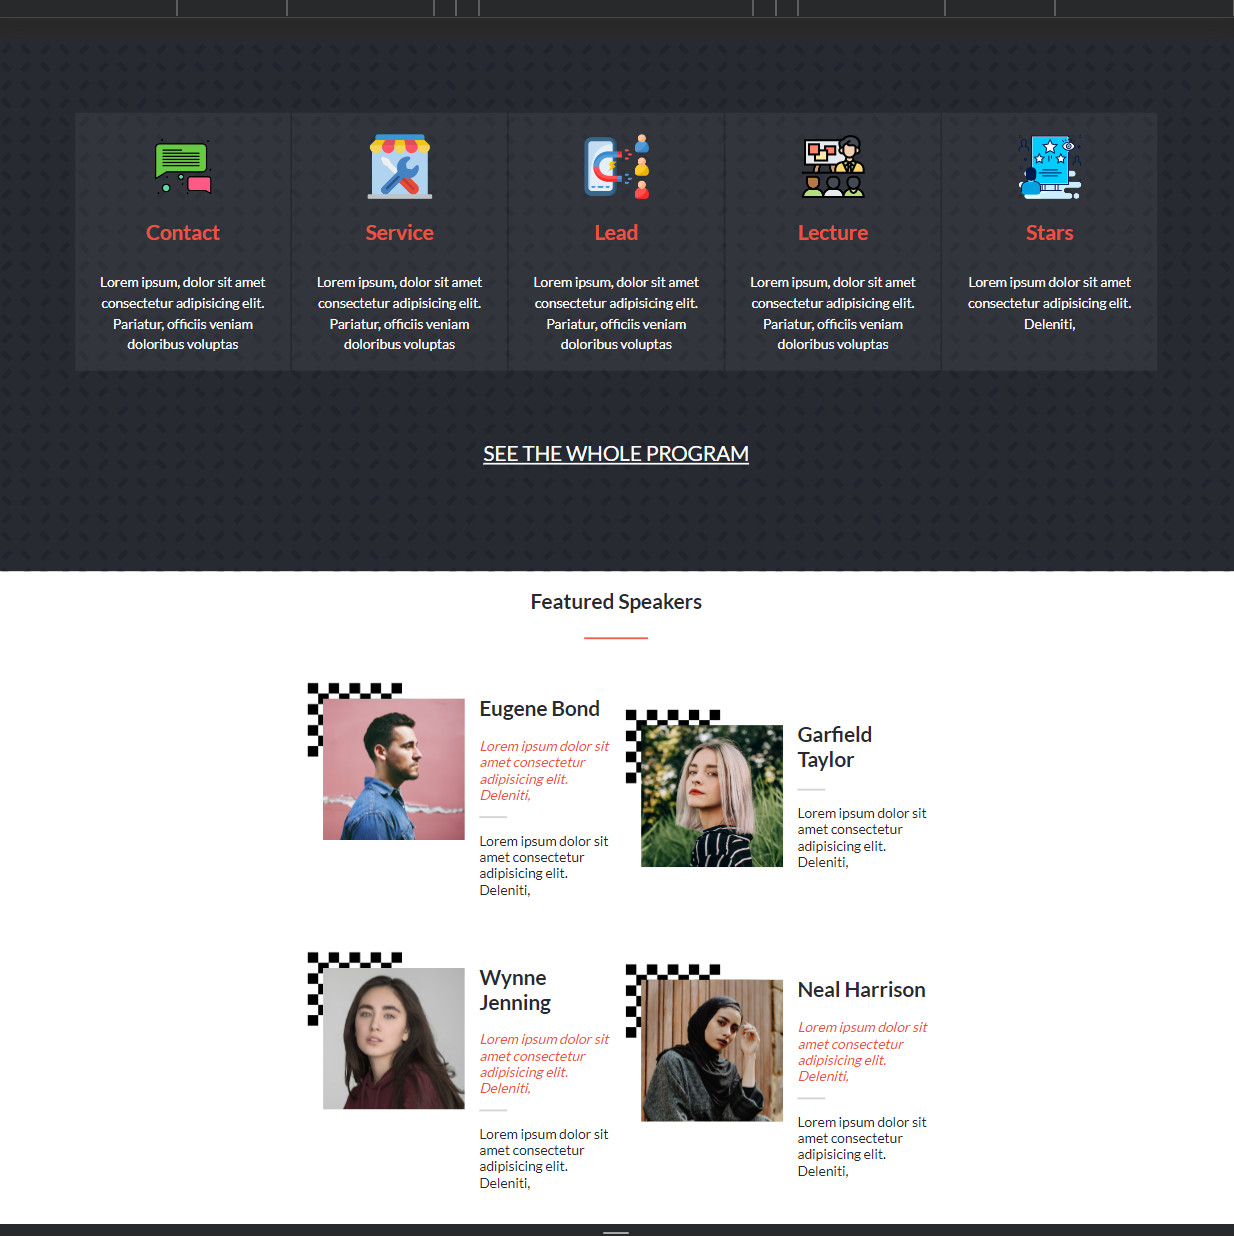 Contact
Lorem ipsum, dolor sit amet
consectetur adipisicing elit.
Pariatur, officiis veniam
doloribus voluptas
Service
Lorem ipsum, dolor sit amet
consectetur adipisicing elit.
Pariatur, officiis veniam
doloribus voluptas
Lead
Lorem ipsum, dolor sit amet
consectetur adipisicing elit.
Pariatur, officiis veniam
doloribus voluptas
Lecture
Lorem ipsum, dolor sit amet
consectetur adipisicing elit.
Pariatur, officiis veniam
doloribus voluptas
Stars
Lorem ipsum, dolor sit amet
consectetur adipisicing elit.
Deleniti,
SEE THE WHOLE PROGRAM
Featured Speakers
Eugene Bond
Lorem ipsum dolor sit
amet consectetur
adipisicing elit.
Deleniti,
Lorem ipsum dolor sit
amet consectetur
adipisicing elit.
Deleniti,
Garfield
Taylor
Lorem ipsum dolor sit
amet consectetur
adipisicing elit.
Deleniti,
Wynne
Jenning
Lorem ipsum dolor sit
amet consectetur
adipisicing elit.
Deleniti,
Lorem ipsum dolor sit
amet consectetur
adipisicing elit.
Deleniti,
Neal Harrison
Lorem ipsum dolor sit
amet consectetur
adipisicing elit.
Deleniti,
Lorem ipsum dolor sit
amet consectetur
adipisicing elit.
Deleniti,